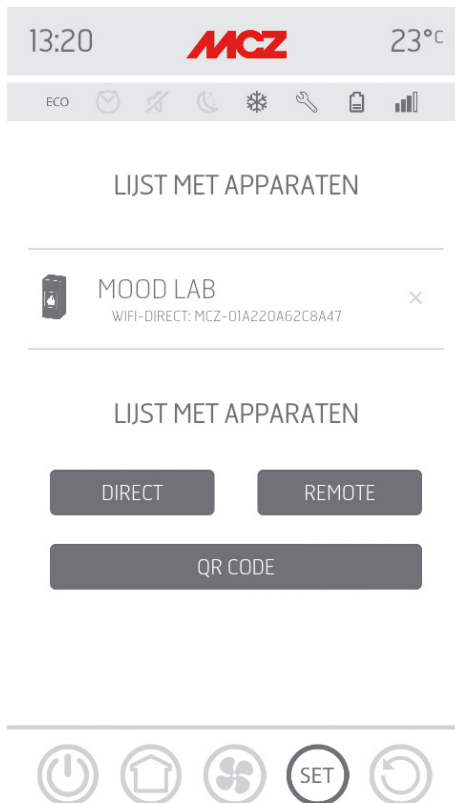 13:20 MCZ 23°C
ECO
LIJST MET APPARATEN
MOOD LAB
WIFI-DIRECT: MCZ-01A220A62C8A47
LIJST MET APPARATEN
DIRECT REMOTE
QR CODE
SET